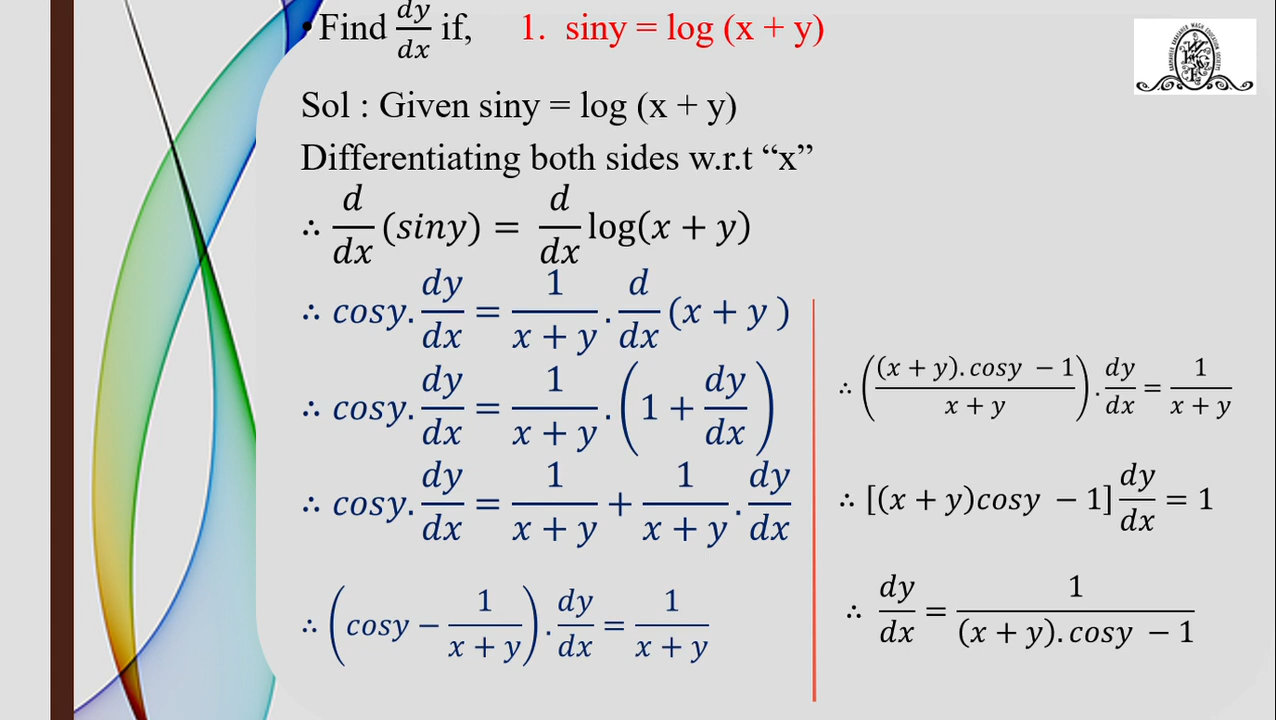 • Find dy/dx if, 1. siny = log (x + y)
Sol : Given siny = log (x + y)
Differentiating both sides w.r.t “x”
∴ d/dx (siny) = d/dx log(x + y)
∴ cosy. dy/dx = 1/(x + y) . d/dx (x + y )
∴ cosy. dy/dx = 1/(x + y) . (1 + dy/dx)
∴ cosy. dy/dx = 1/(x + y) + 1/(x + y) . dy/dx
∴ (cosy − 1/(x + y)) . dy/dx = 1/(x + y)
∴ (((x + y). cosy − 1)/(x + y)) . dy/dx = 1/(x + y)
∴ [(x + y)cosy − 1] dy/dx = 1
∴ dy/dx = 1/((x + y). cosy − 1)